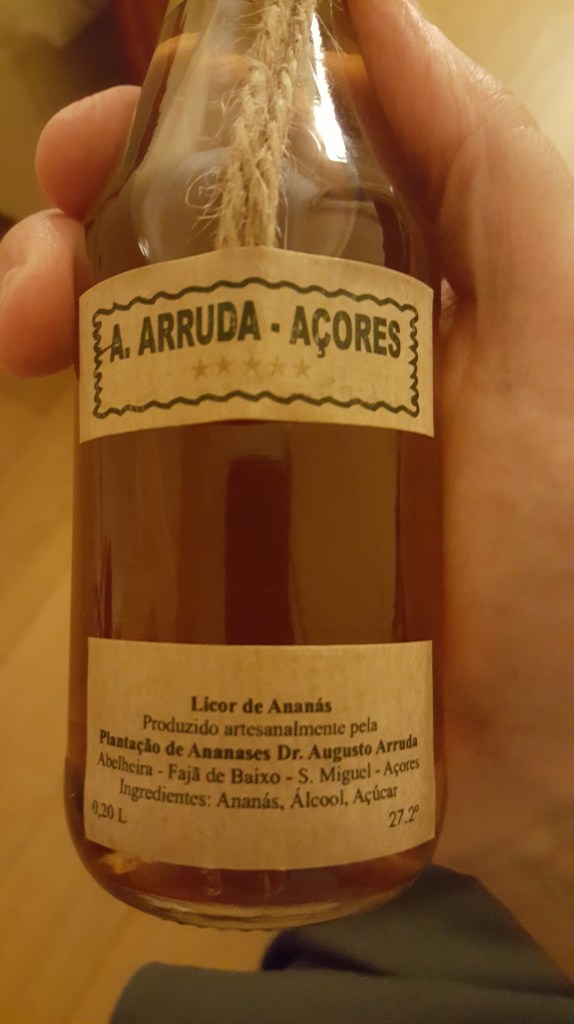 A. ARRUDA - AÇORES
Licor de Ananás
Produzido artesanalmente pela
Plantação de Ananases Dr. Augusto Arruda
Abelheira - Fajã de Baixo - S. Miguel - Açores
Ingredientes: Ananás, Álcool, Açúcar
0,20 L 27.2º